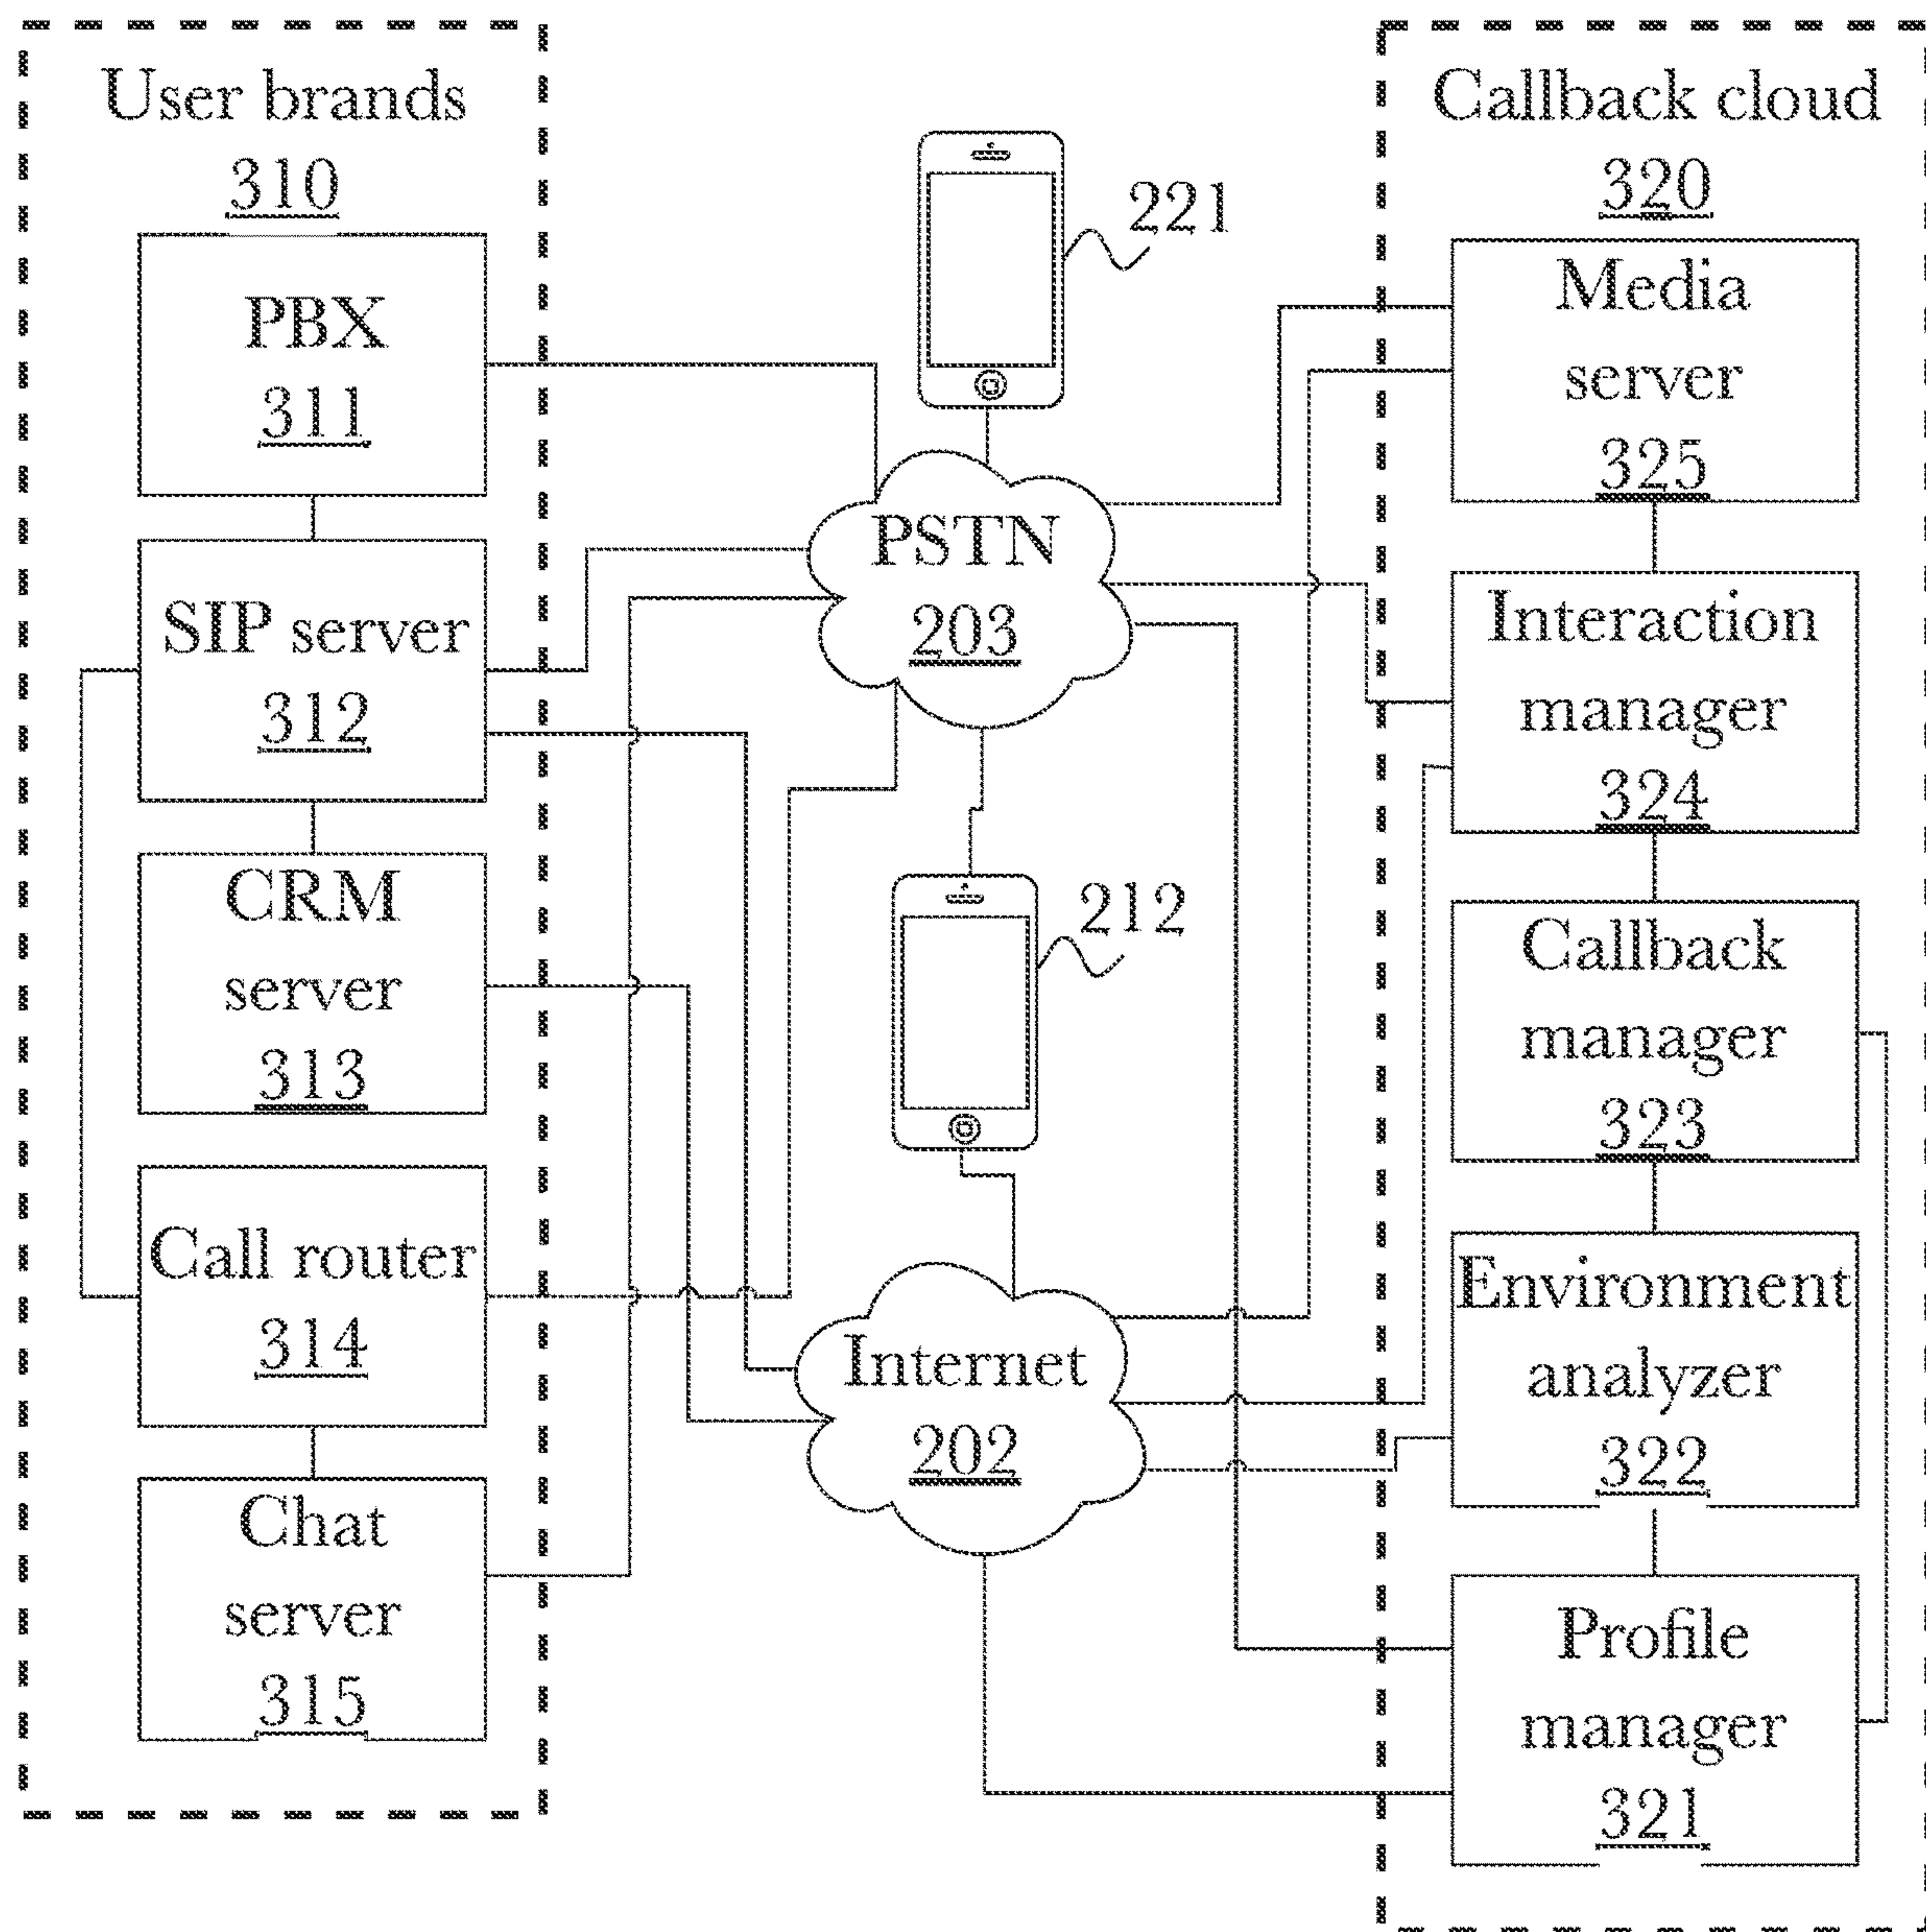 User brands
310
PBX
311
SIP server
312
CRM
server
313
Call router
314
Chat
server
315
221
PSTN
203
212
Internet
202
Callback cloud
320
Media
server
325
Interaction
manager
324
Callback
manager
323
Environment
analyzer
322
Profile
manager
321